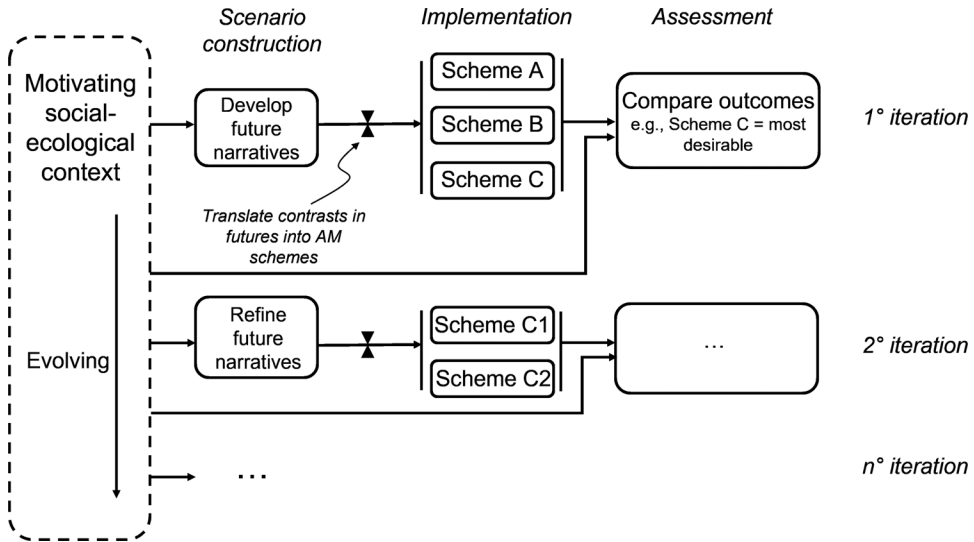 Scenario
construction
Implementation
Assessment
Motivating
social-
ecological
context
Evolving
Develop
future
narratives
Translate contrasts in
futures into AM
schemes
Scheme A
Scheme B
Scheme C
Compare outcomes
e.g., Scheme C = most
desirable
1° iteration
Refine
future
narratives
Scheme C1
Scheme C2
...
2° iteration
...
n° iteration